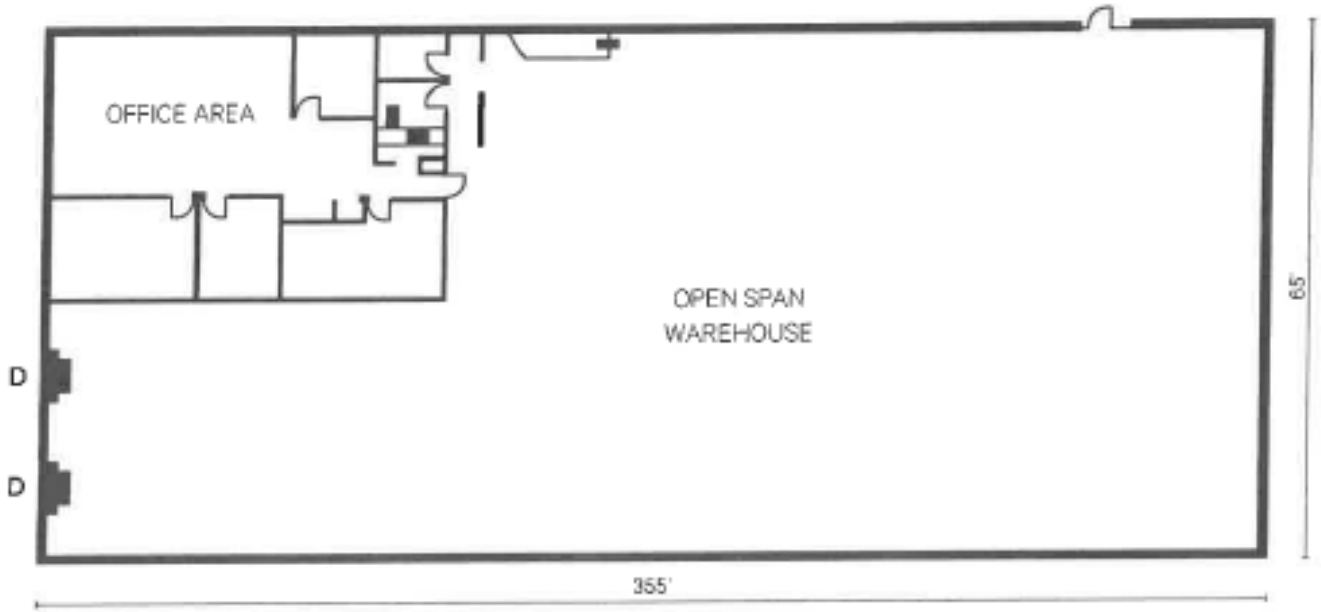 OFFICE AREA
OPEN SPAN
WAREHOUSE
65'
D
D
355'